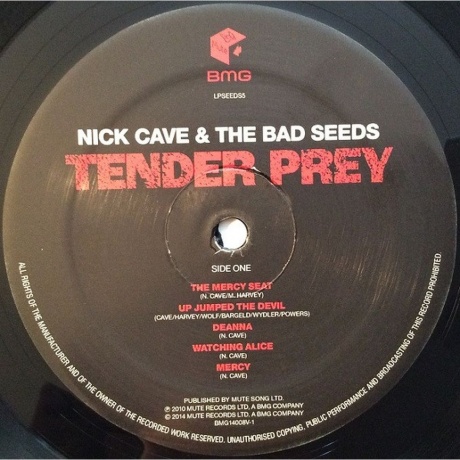 BMG
LPSEEDS5
NICK CAVE & THE BAD SEEDS
TENDER PREY
SIDE ONE
THE MERCY SEAT
(N. CAVE/M. HARVEY)
UP JUMPED THE DEVIL
(CAVE/HARVEY/WOLF/BARGELD/WYDLER/POWERS)
DEANNA
(N. CAVE)
WATCHING ALICE
(N. CAVE)
MERCY
(N. CAVE)
PUBLISHED BY MUTE SONG LTD.
℗ 2010 MUTE RECORDS LTD, A BMG COMPANY
© 2014 MUTE RECORDS LTD, A BMG COMPANY
BMG14008V-1
ALL RIGHTS OF THE MANUFACTURER AND OF THE OWNER OF THE RECORDED WORK RESERVED. UNAUTHORISED COPYING, PUBLIC PERFORMANCE AND BROADCASTING OF THIS RECORD PROHIBITED.